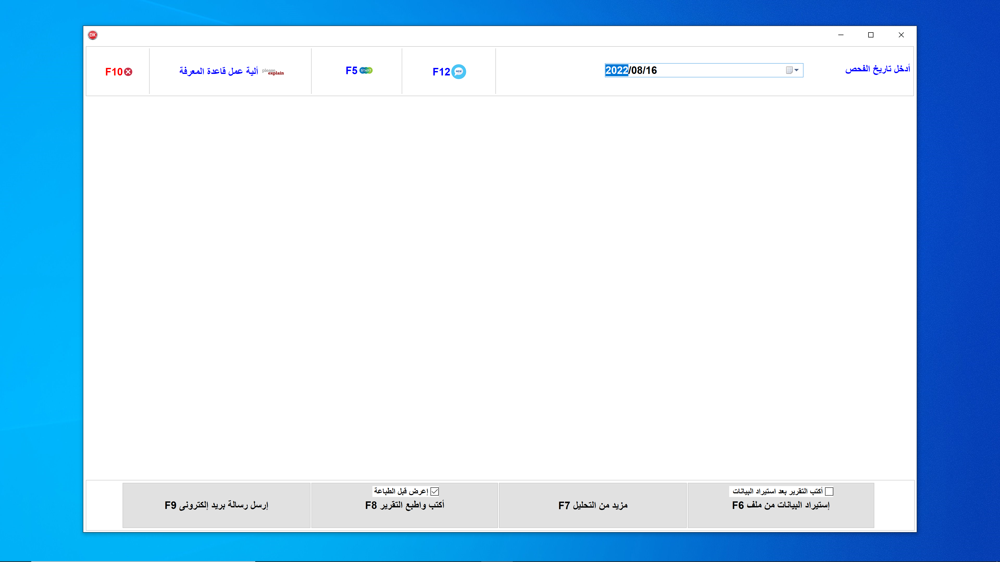 DX
أدخل تاريخ الفحص
2022/08/16
F12
NEW
F5 START
ألية عمل قاعدة المعرفة
please explain
F10
أكتب التقرير بعد استيراد البيانات
إستيراد البيانات من ملف F6
مزيد من التحليل F7
إعرض قبل الطباعة
أكتب واطبع التقرير F8
إرسل رسالة بريد إلكترونى F9